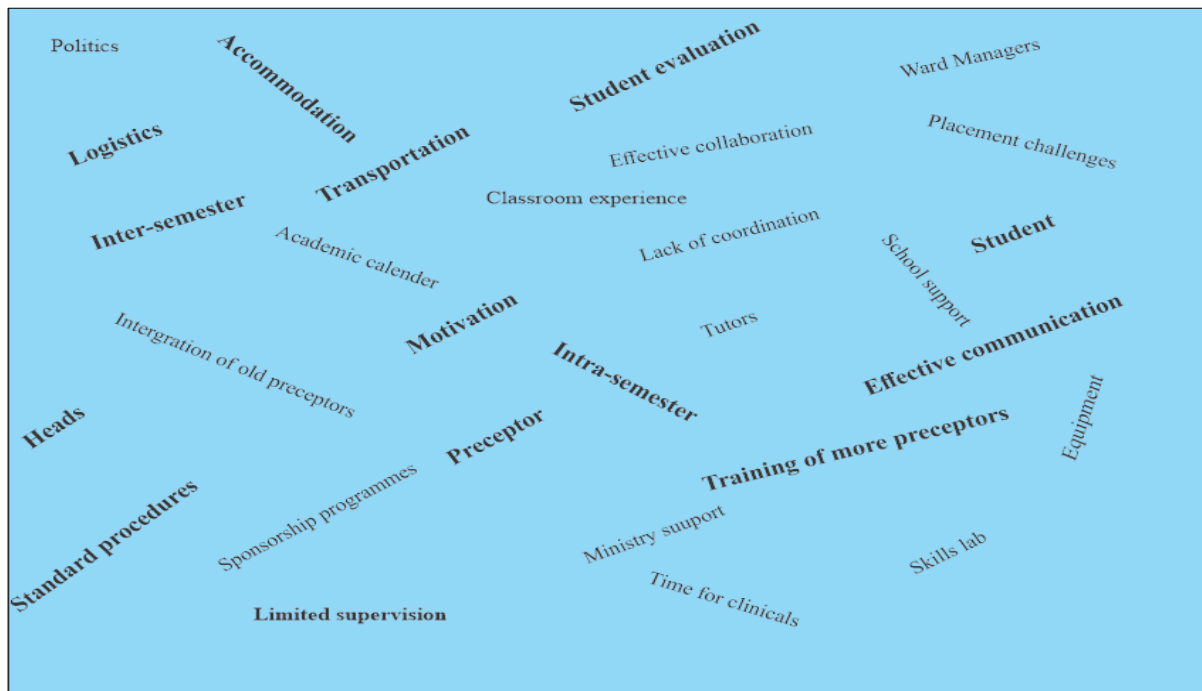 Politics
Accommodation
Student evaluation
Ward Managers
Logistics
Transportation
Effective collaboration
Placement challenges
Classroom experience
Inter-semester
Academic calender
Lack of coordination
School support
Student
Intergration of old preceptors
Motivation
Tutors
Effective communication
Intra-semester
Heads
Preceptor
Training of more preceptors
Equipment
Standard procedures
Sponsorship programmes
Ministry suuport
Skills lab
Time for clinicals
Limited supervision